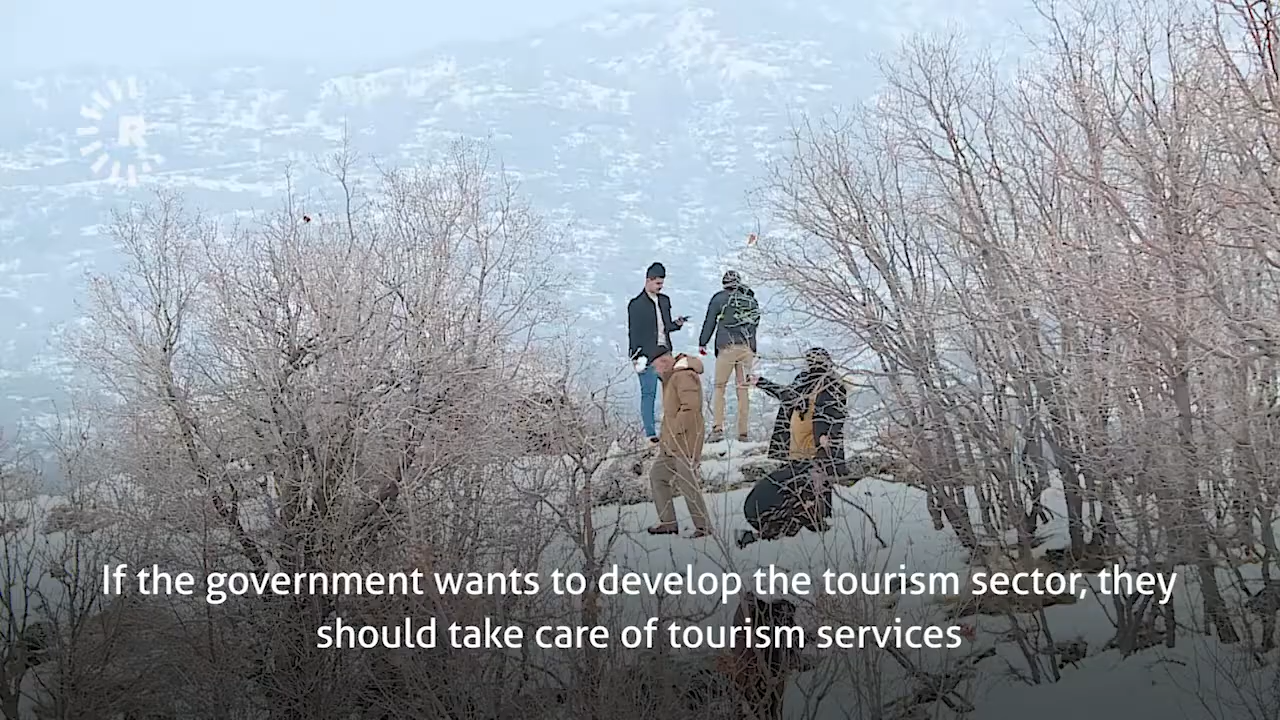 R
If the government wants to develop the tourism sector, they
should take care of tourism services